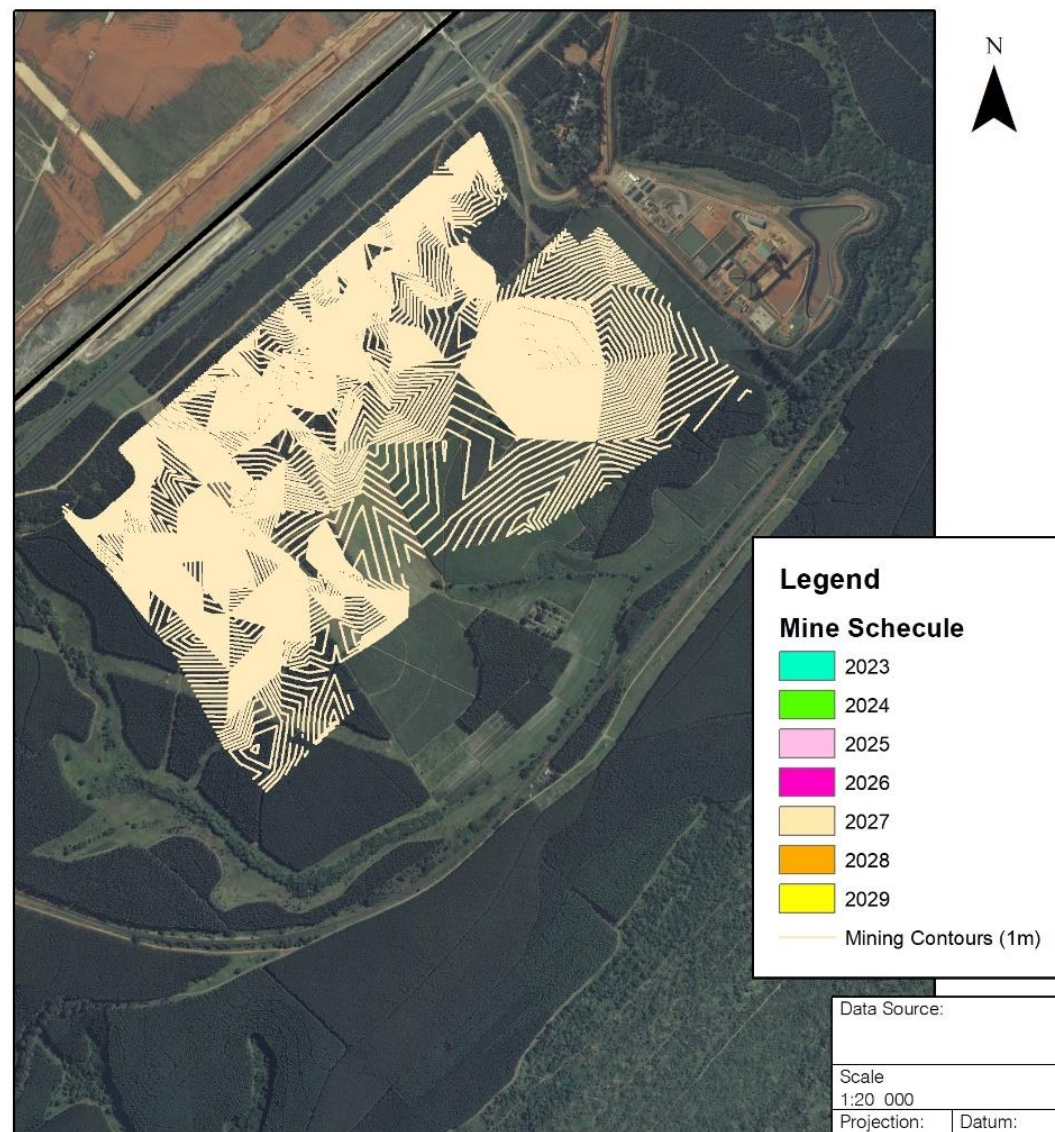 N
Legend
Mine Schecule
2023
2024
2025
2026
2027
2028
2029
Mining Contours (1m)
Data Source:
Scale
1:20 000
Projection:
Datum: